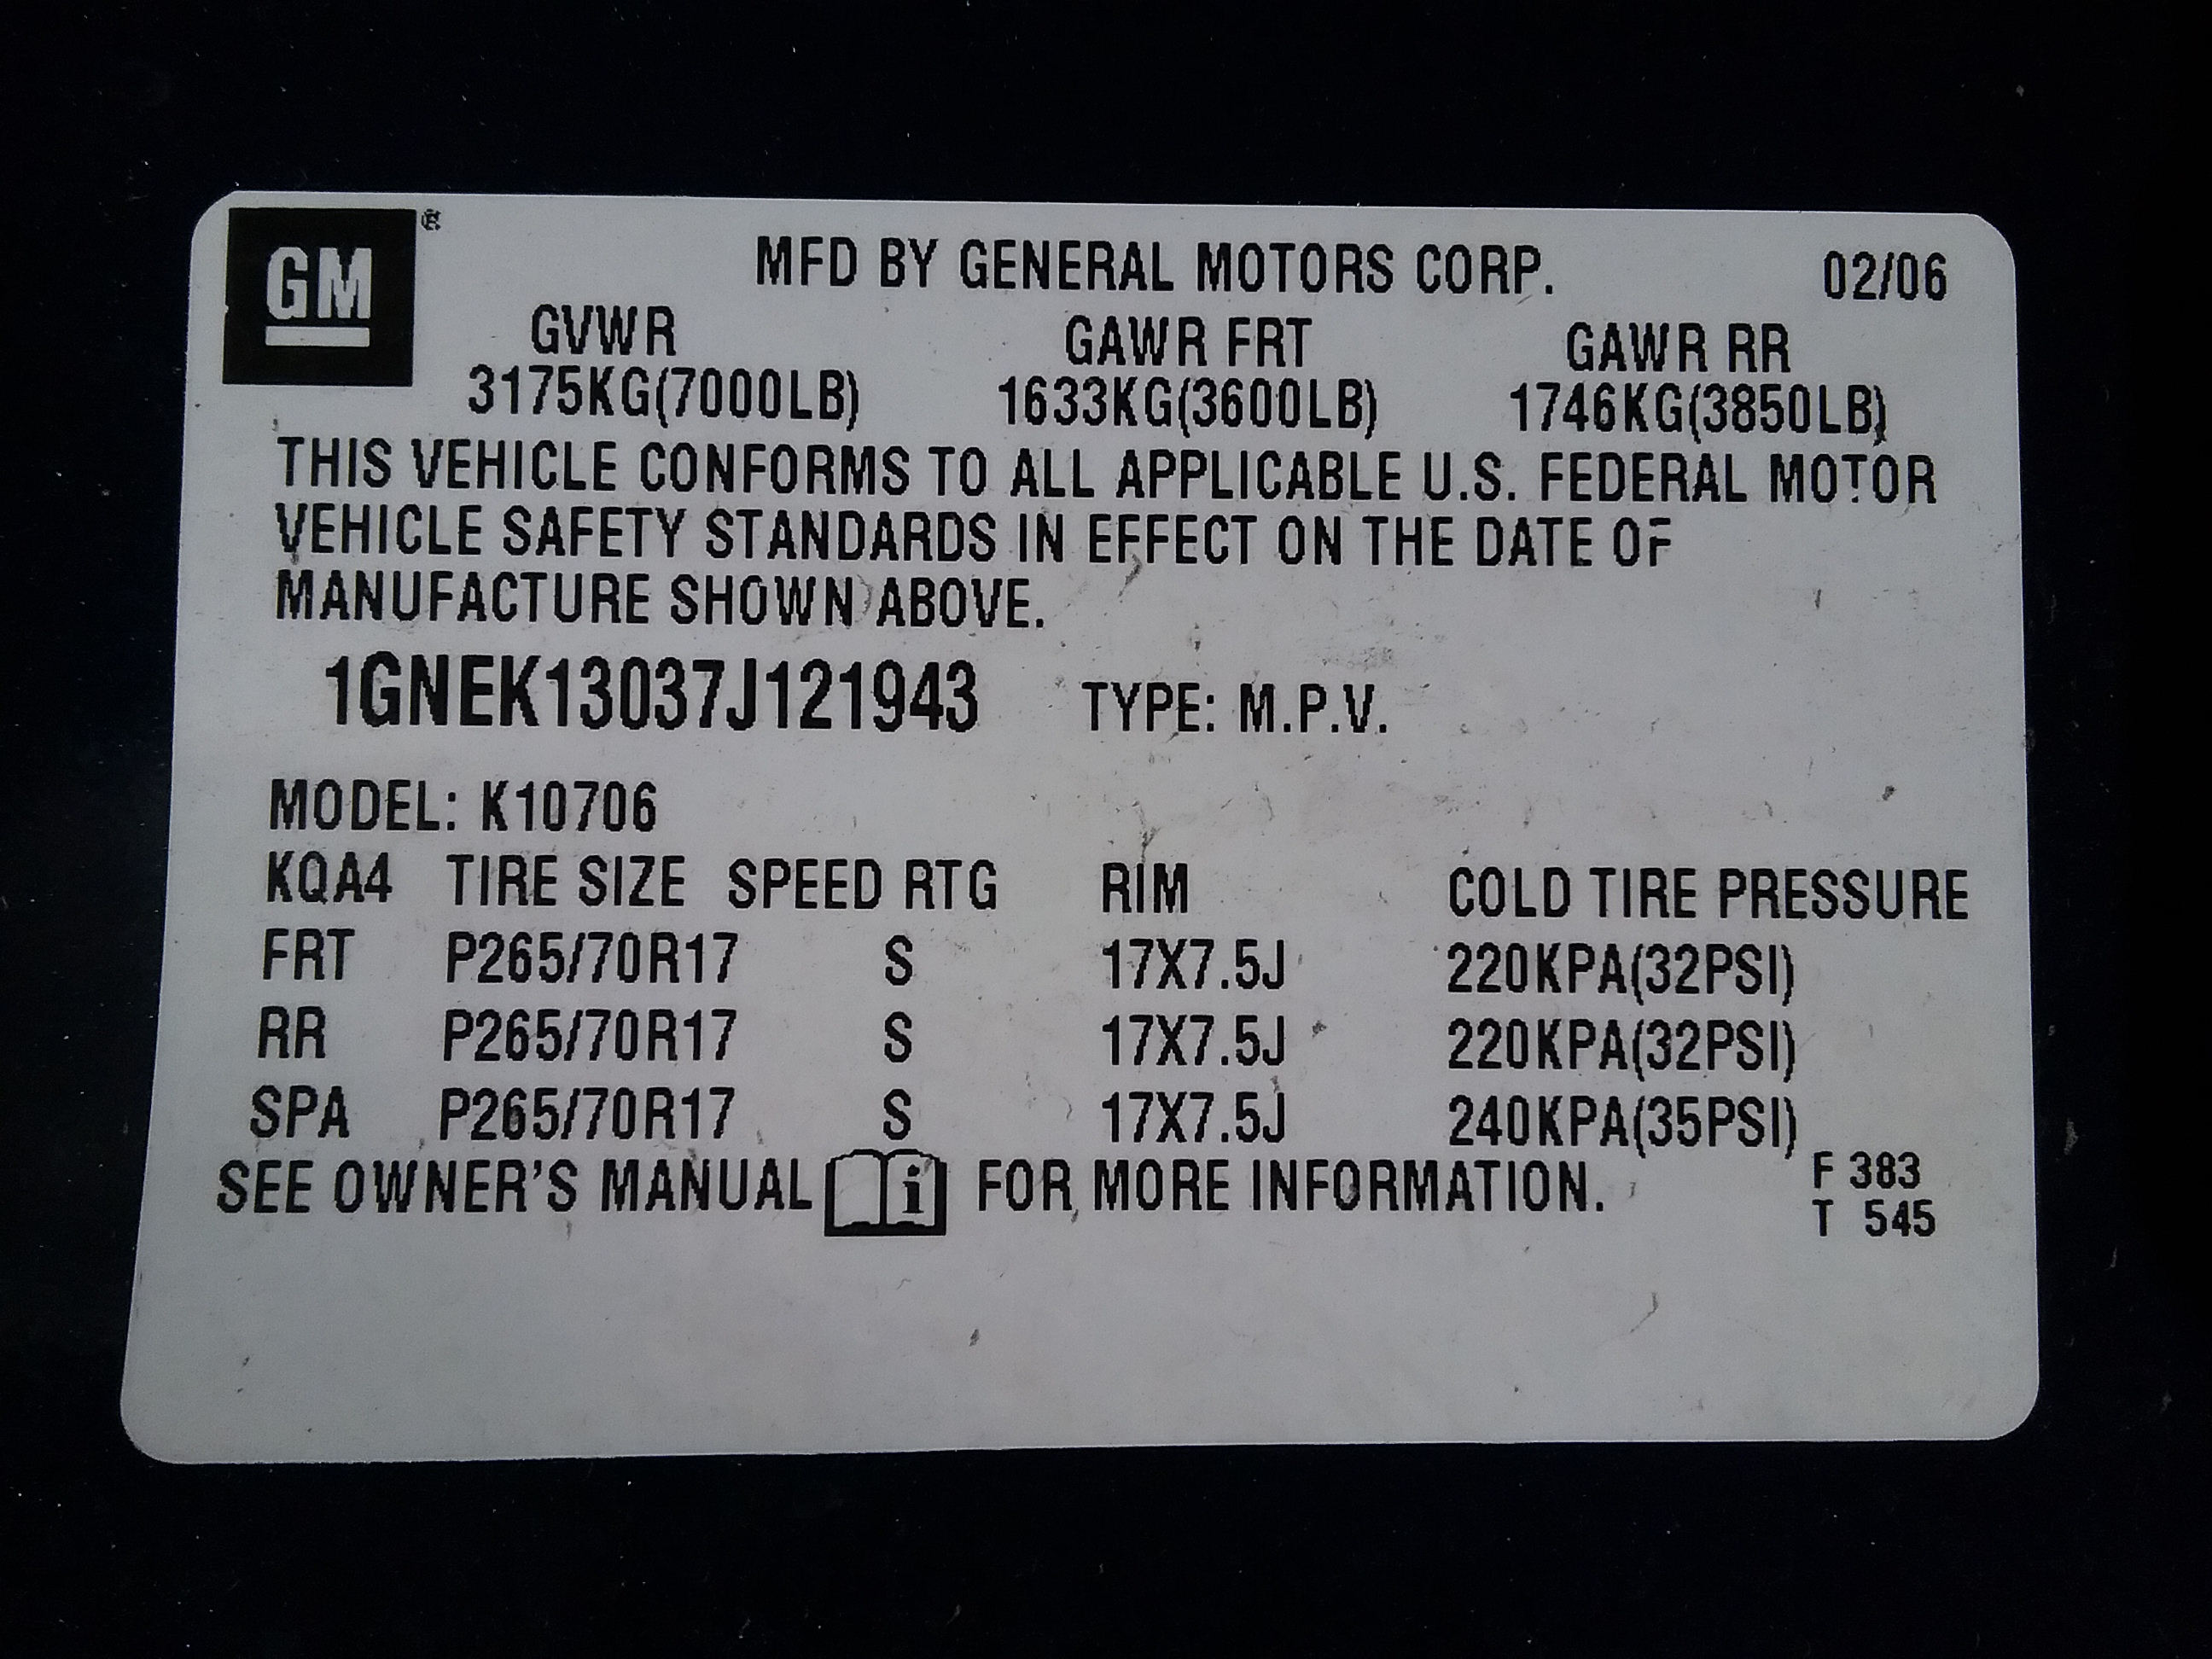 GM®
MFD BY GENERAL MOTORS CORP. 02/06
GVWR GAWR FRT GAWR RR
3175KG(7000LB) 1633KG(3600LB) 1746KG(3850LB)
THIS VEHICLE CONFORMS TO ALL APPLICABLE U.S. FEDERAL MOTOR
VEHICLE SAFETY STANDARDS IN EFFECT ON THE DATE OF
MANUFACTURE SHOWN ABOVE.
1GNEK13037J121943 TYPE: M.P.V.
MODEL: K10706
KQA4 TIRE SIZE SPEED RTG RIM COLD TIRE PRESSURE
FRT P265/70R17 S 17X7.5J 220KPA(32PSI)
RR P265/70R17 S 17X7.5J 220KPA(32PSI)
SPA P265/70R17 S 17X7.5J 240KPA(35PSI)
SEE OWNER'S MANUAL i FOR MORE INFORMATION.
F 383
T 545